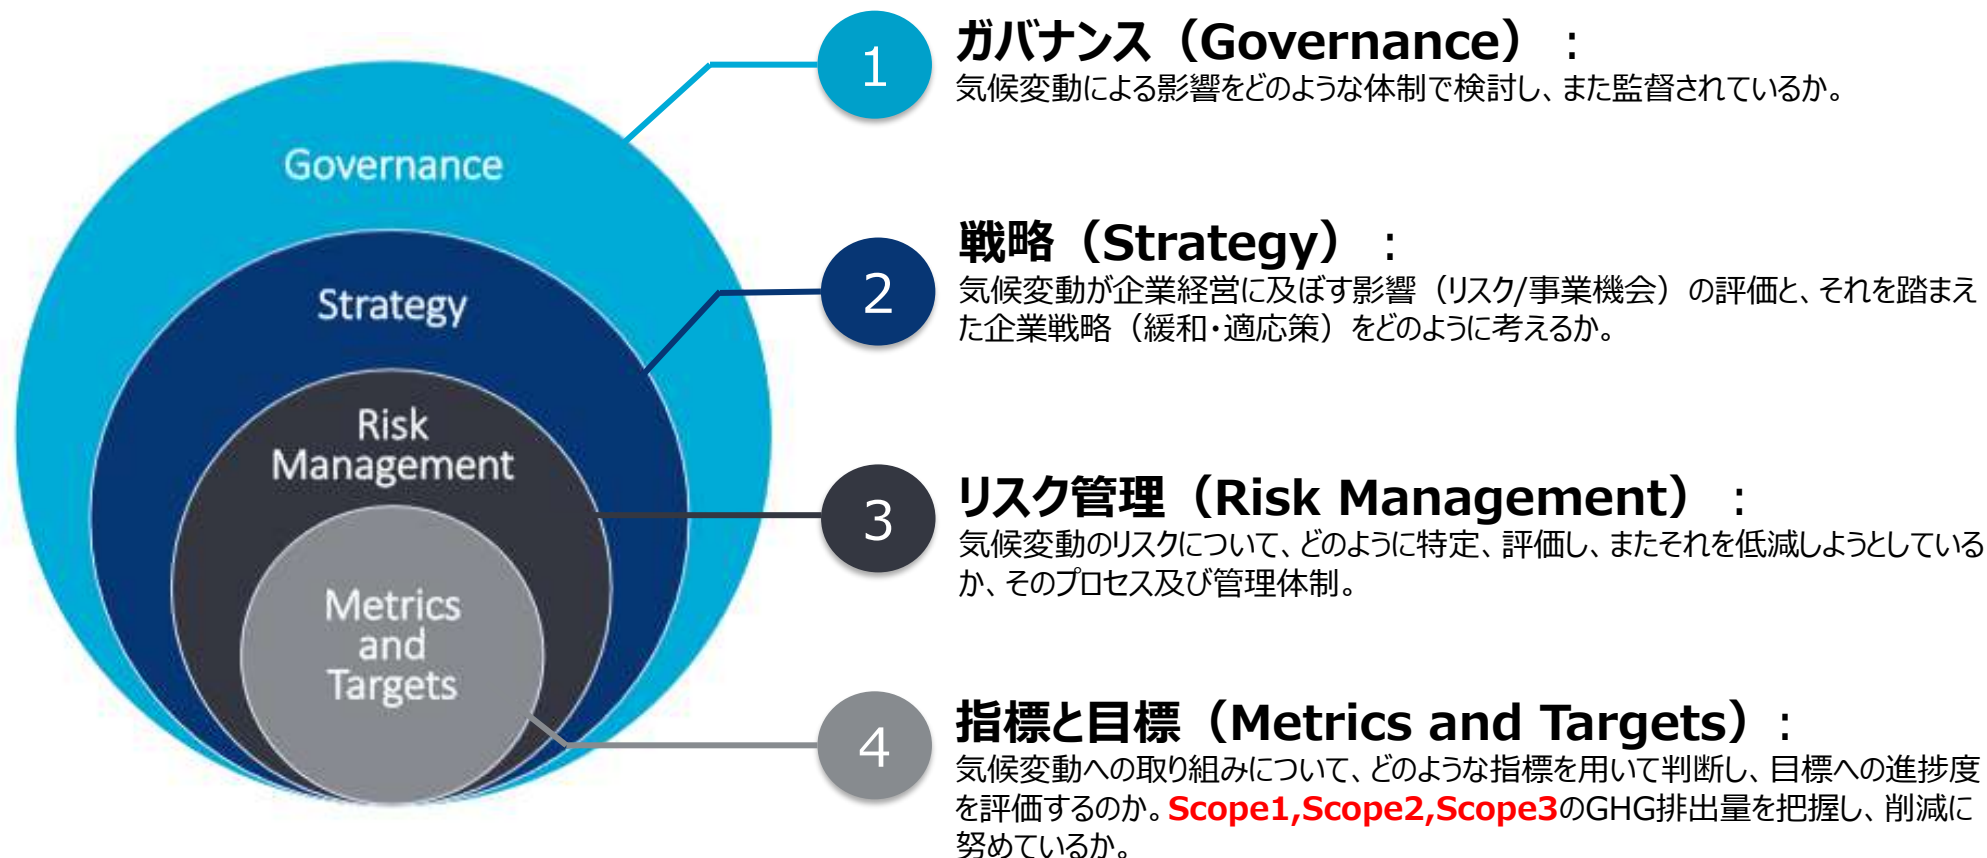 Governance
Strategy
Risk
Management
Metrics
and
Targets
1
ガバナンス（Governance）：
気候変動による影響をどのような体制で検討し、また監督されているか。
2
戦略（Strategy）：
気候変動が企業経営に及ぼす影響（リスク/事業機会）の評価と、それを踏まえ
た企業戦略（緩和・適応策）をどのように考えるか。
3
リスク管理（Risk Management）：
気候変動のリスクについて、どのように特定、評価し、またそれを低減しようとしている
か、そのプロセス及び管理体制。
4
指標と目標（Metrics and Targets）：
気候変動への取り組みについて、どのような指標を用いて判断し、目標への進捗度
を評価するのか。Scope1,Scope2,Scope3のGHG排出量を把握し、削減に
努めているか。